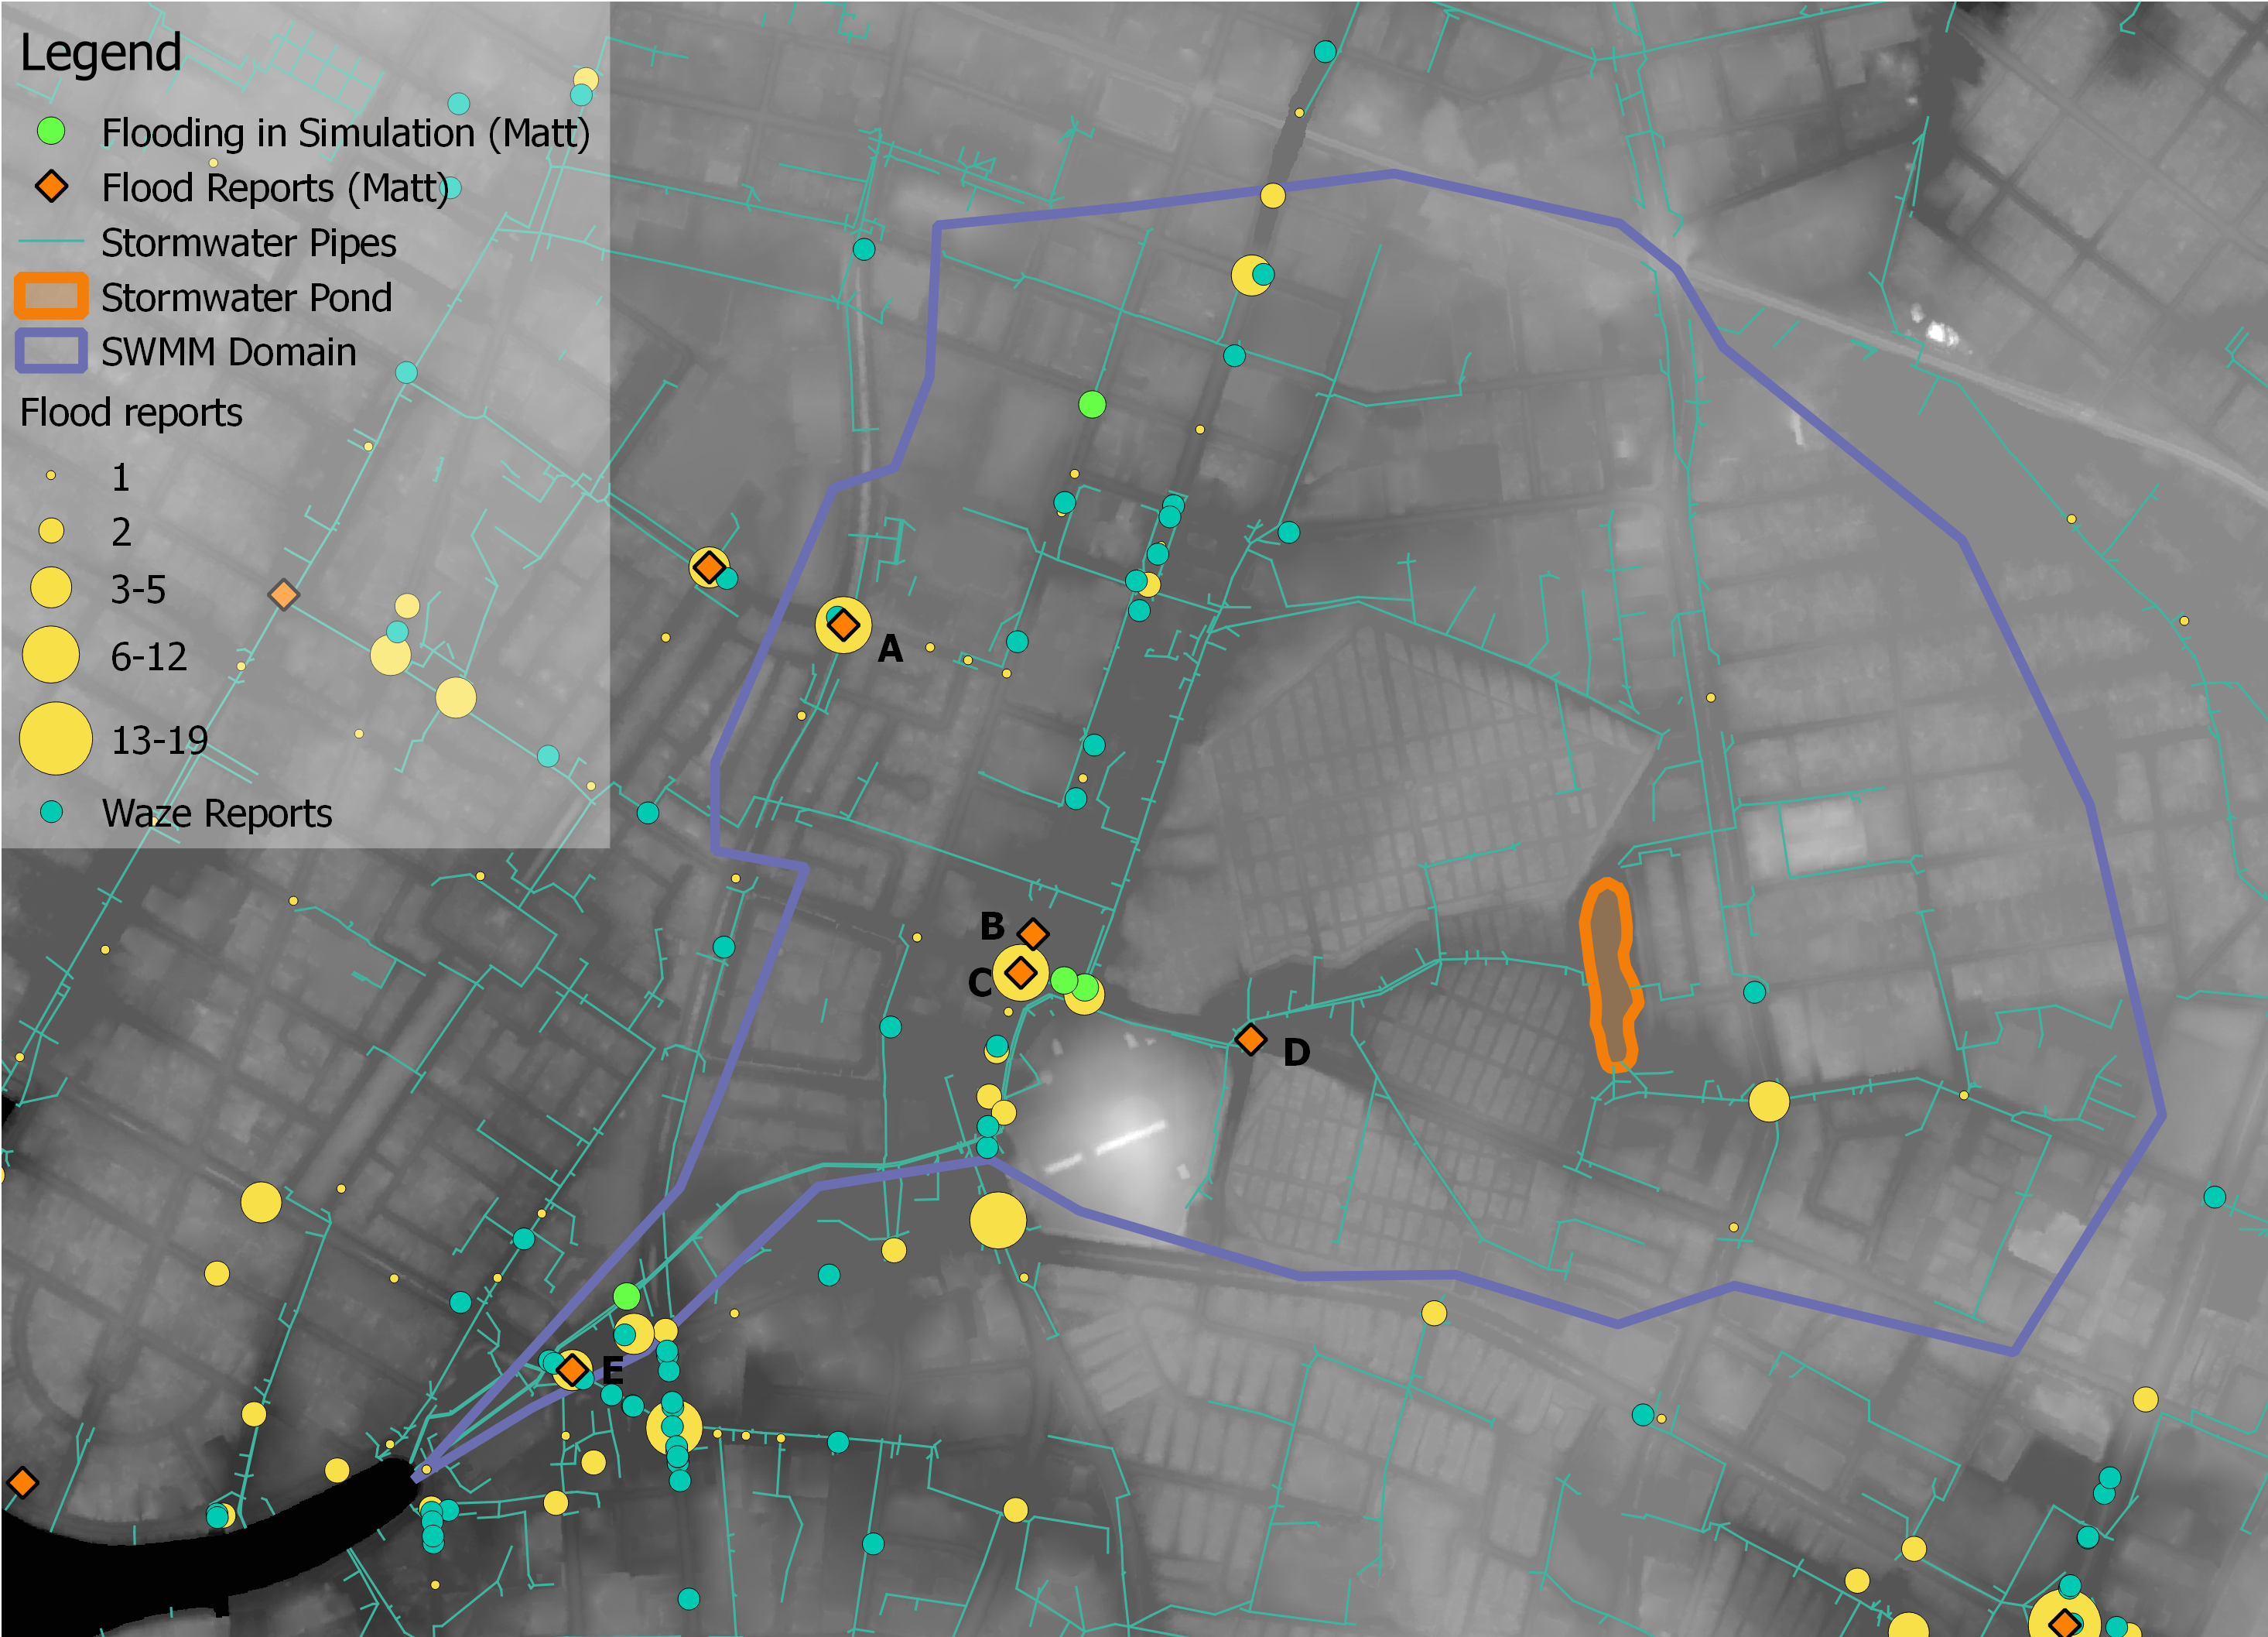 Legend
Flooding in Simulation (Matt)
Flood Reports (Matt)
Stormwater Pipes
Stormwater Pond
SWMM Domain
Flood reports
1
2
3-5
6-12
13-19
Waze Reports
A
B
C
D
E